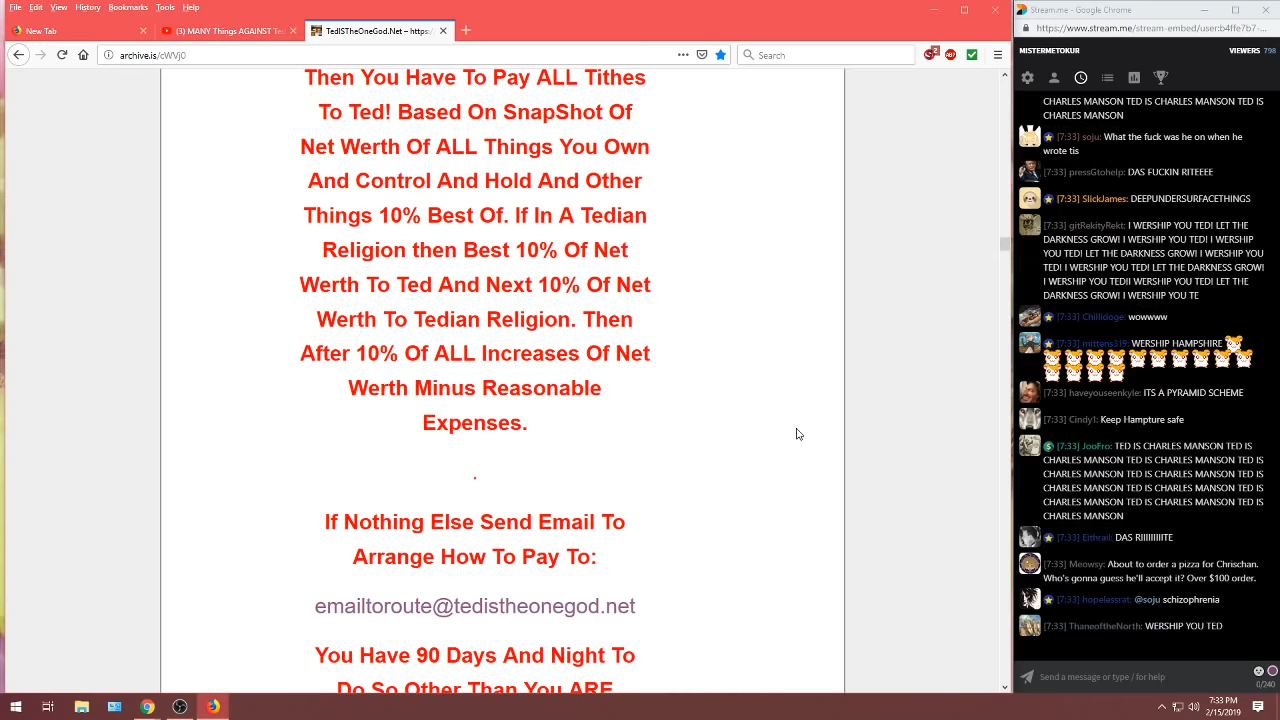 File Edit View History Bookmarks Tools Help
New Tab
(3) MANY Things AGAINST Ted
TedISTheOneGod.Net – https:/
archive.is/cWVj0
Search
2
ABP
Then You Have To Pay ALL Tithes
To Ted! Based On SnapShot Of
Net Worth Of ALL Things You Own
And Control And Hold And Other
Things 10% Best Of. If In A Tedian
Religion then Best 10% Of Net
Werth To Ted And Next 10% Of Net
Werth To Tedian Religion. Then
After 10% Of ALL Increases Of Net
Werth Minus Reasonable
Expenses.
.
If Nothing Else Send Email To
Arrange How To Pay To:
emailtoroute@tedistheonegod.net
You Have 90 Days And Night To
Do So Other Than You ARE
Stream.me - Google Chrome
https://www.stream.me/stream-embed/user:b4ffe7b7-...
MISTERMETOKUR
VIEWERS 798
CHARLES MANSON TED IS CHARLES MANSON TED IS
CHARLES MANSON
[7:33] soju: What the fuck was he on when he
wrote tis
[7:33] pressGtohelp: DAS FUCKIN RITEEEE
[7:33] SlickJames: DEEPUNDERSURFACETHINGS
[7:33] gitRekityRekt: I WERSHIP YOU TED! LET THE
DARKNESS GROW! I WERSHIP YOU TED! I WERSHIP
YOU TED! LET THE DARKNESS GROW! I WERSHIP YOU
TED! I WERSHIP YOU TED! LET THE DARKNESS GROW!
I WERSHIP YOU TED!I WERSHIP YOU TED! LET THE
DARKNESS GROW! I WERSHIP YOU TE
[7:33] Chillidoge: wowwww
[7:33] mittens319: WERSHIP HAMPSHIRE
[7:33] haveyouseenkyle: ITS A PYRAMID SCHEME
[7:33] Cindy1: Keep Hampture safe
[7:33] JooFro: TED IS CHARLES MANSON TED IS
CHARLES MANSON TED IS CHARLES MANSON TED IS
CHARLES MANSON TED IS CHARLES MANSON TED IS
CHARLES MANSON TED IS CHARLES MANSON TED IS
CHARLES MANSON TED IS CHARLES MANSON TED IS
CHARLES MANSON
[7:33] Eithrail: DAS RIIIIIIIIITE
[7:33] Meowsy: About to order a pizza for Chrischan.
Who's gonna guess he'll accept it? Over $100 order.
[7:33] hopelessrat: @soju schizophrenia
[7:33] ThaneoftheNorth: WERSHIP YOU TED
Send a message or type / for help
0/240
7:33 PM
2/15/2019